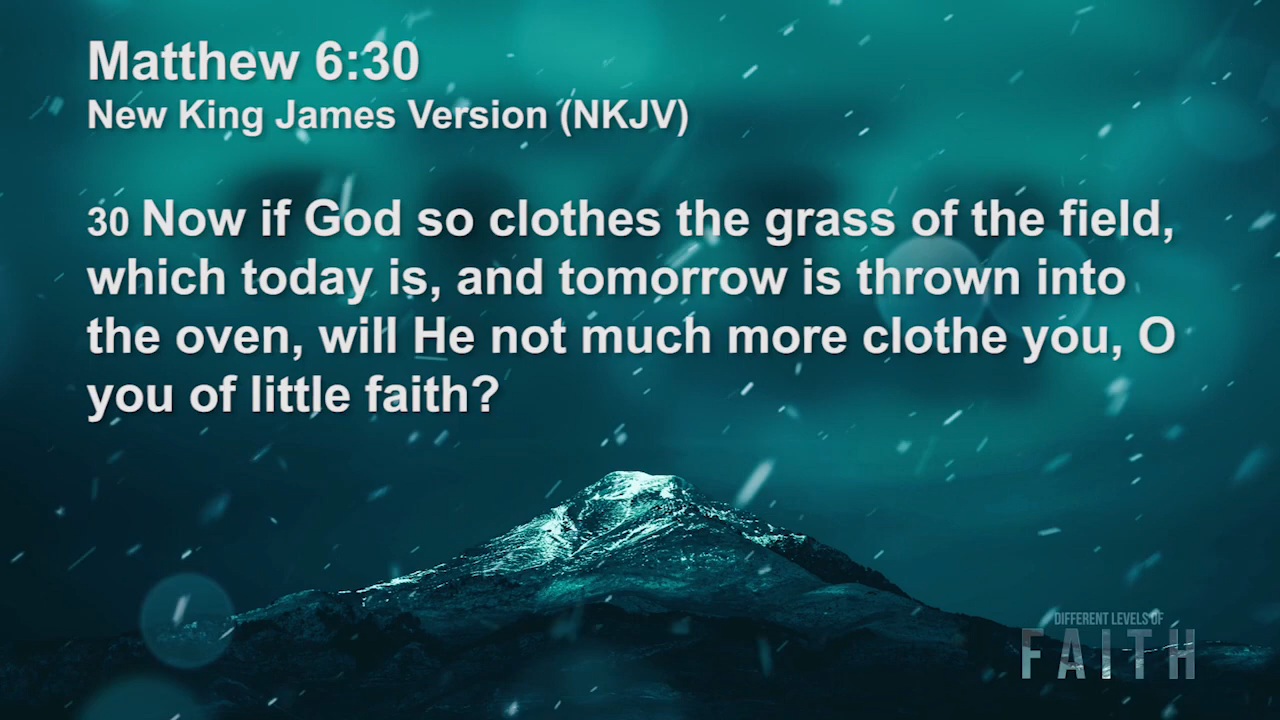 Matthew 6:30
New King James Version (NKJV)
30 Now if God so clothes the grass of the field,
which today is, and tomorrow is thrown into
the oven, will He not much more clothe you, O
you of little faith?
DIFFERENT LEVELS OF
FAITH